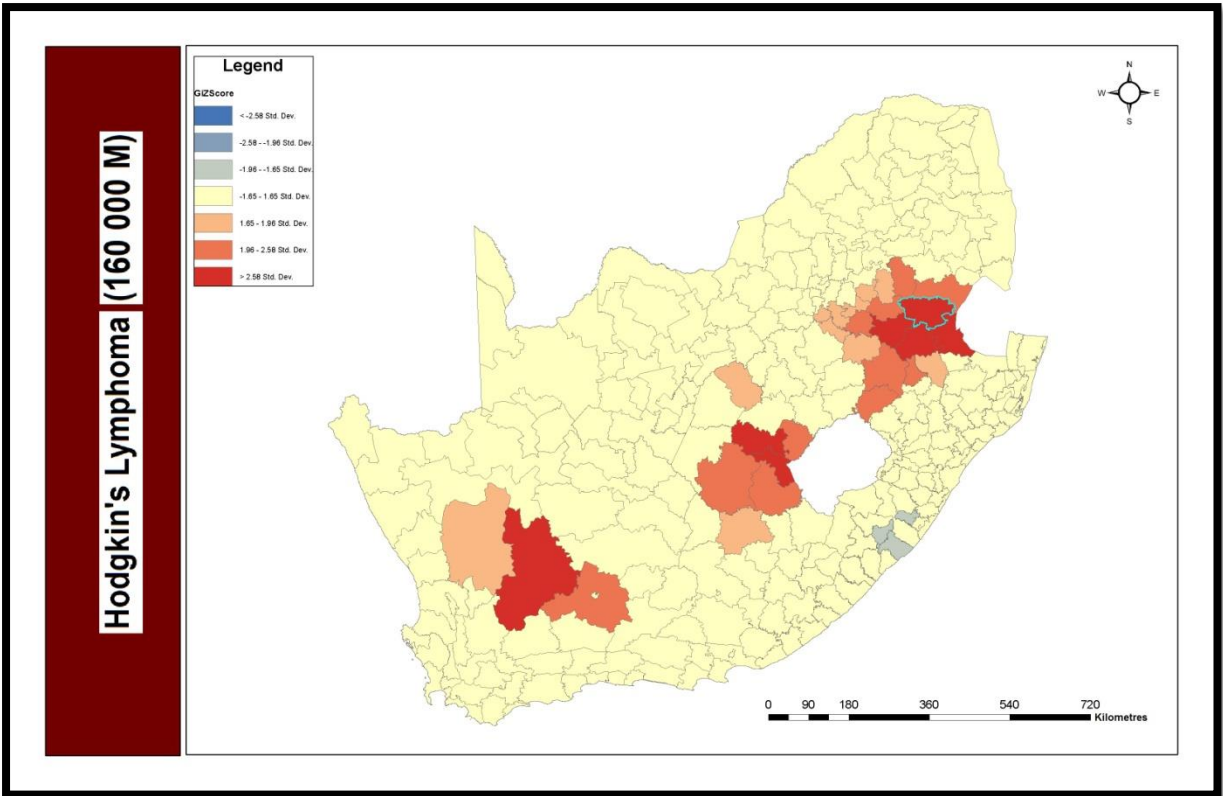 Hodgkin's Lymphoma (160 000 M)
Legend
GiZScore
< -2.58 Std. Dev.
-2.58 - -1.96 Std. Dev.
-1.96 - -1.65 Std. Dev.
-1.65 - 1.65 Std. Dev.
1.65 - 1.96 Std. Dev.
1.96 - 2.58 Std. Dev.
> 2.58 Std. Dev.
N
W E
S
0 90 180 360 540 720
Kilometres